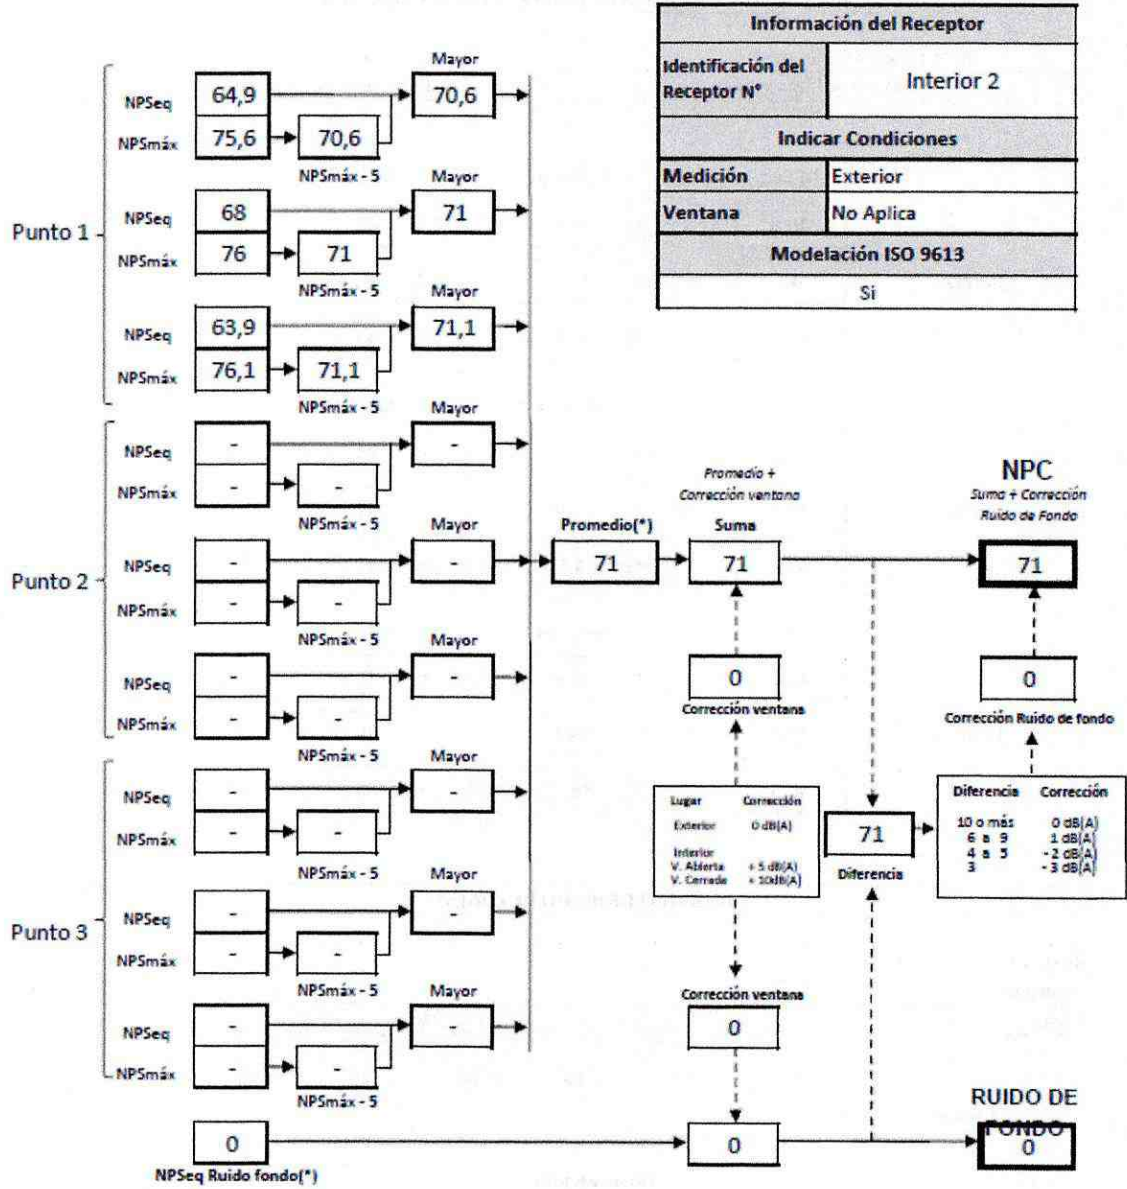 Información del Receptor
Identificación del Receptor N°
Interior 2
Indicar Condiciones
Medición Exterior
Ventana No Aplica
Modelación ISO 9613
Si
Punto 1
Mayor
NPSeq 64,9 70,6
NPSmáx 75,6 70,6
NPSmáx - 5
Mayor
NPSeq 68 71
NPSmáx 76 71
NPSmáx - 5
Mayor
NPSeq 63,9 71,1
NPSmáx 76,1 71,1
NPSmáx - 5
Punto 2
Mayor
NPSeq - -
NPSmáx - -
NPSmáx - 5
Mayor
NPSeq - -
NPSmáx - -
NPSmáx - 5
Mayor
NPSeq - -
NPSmáx - -
NPSmáx - 5
Punto 3
Mayor
NPSeq - -
NPSmáx - -
NPSmáx - 5
Mayor
NPSeq - -
NPSmáx - -
NPSmáx - 5
Mayor
NPSeq - -
NPSmáx - -
NPSmáx - 5
Promedio(*)
71
Promedio +
Corrección ventana
Suma
71
NPC
Suma + Corrección
Ruido de Fondo
71
0
Corrección ventana
0
Corrección Ruido de fondo
Lugar Corrección
Exterior 0 dB(A)
Interior
V. Abierta + 5 dB(A)
V. Cerrada + 10dB(A)
71
Diferencia
Diferencia Corrección
10 o más 0 dB(A)
6 a 9 1 dB(A)
4 a 5 -2 dB(A)
3 -3 dB(A)
Corrección ventana
0
0
NPSeq Ruido fondo(*)
0
RUIDO DE
FONDO
0